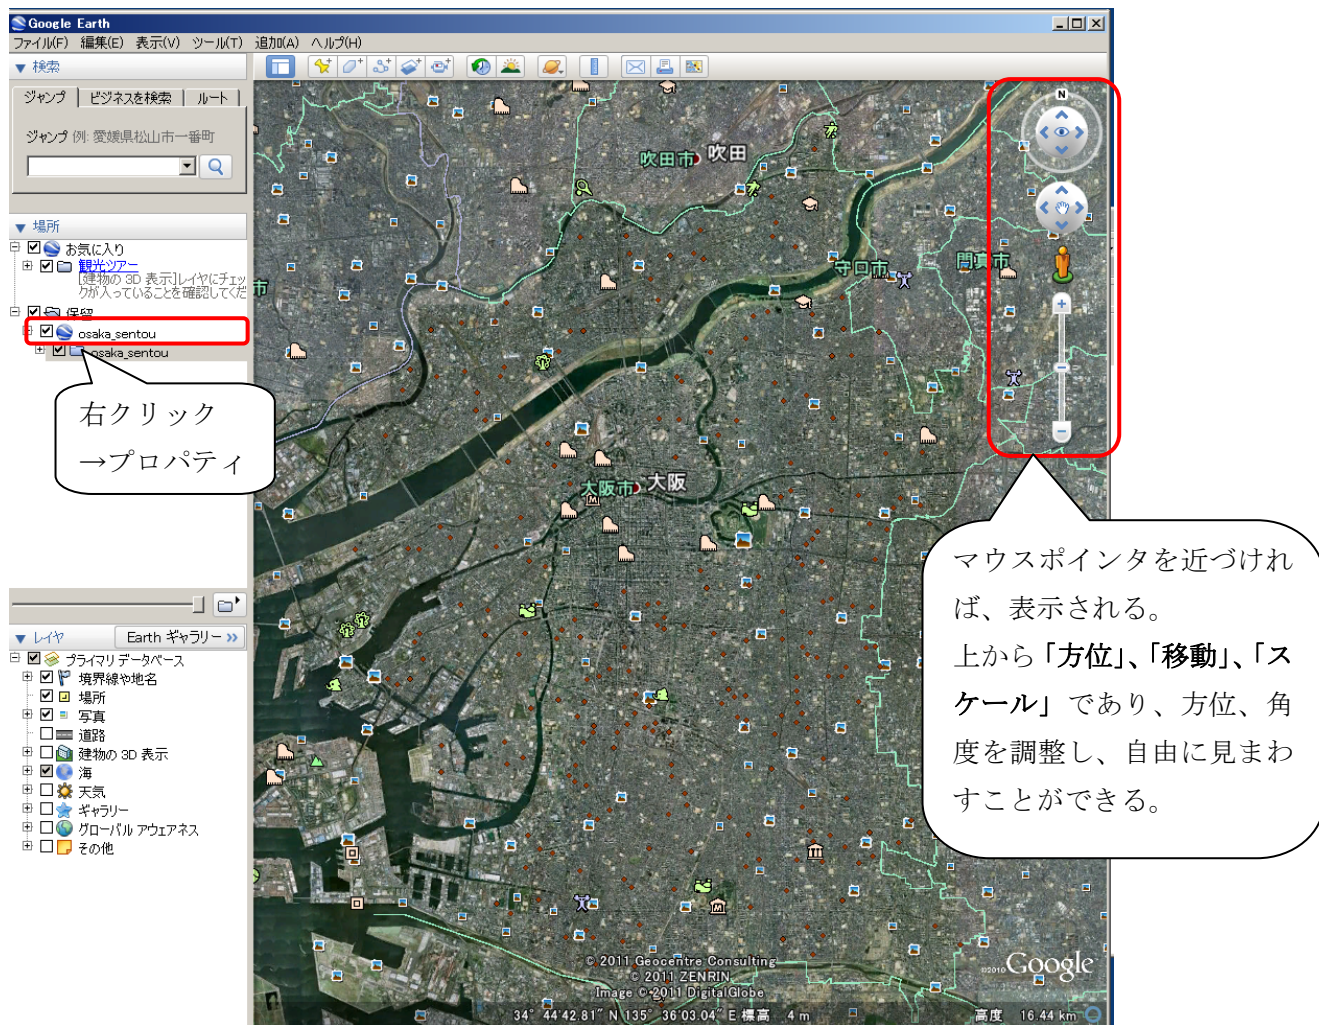 Google Earth
ファイル(F) 編集(E) 表示(V) ツール(T) 追加(A) ヘルプ(H)
検索
ジャンプ ビジネスを検索 ルート
ジャンプ 例: 愛媛県松山市一番町
場所
お気に入り
観光ツアー
[建物の 3D 表示]レイヤにチェッ
クが入っていることを確認してくだ
保留
osaka_sentou
osaka_sentou
右クリック
→プロパティ
レイヤ Earth ギャラリー >>
プライマリ データベース
境界線や地名
場所
写真
道路
建物の 3D 表示
海
天気
ギャラリー
グローバル アウェアネス
その他
N
吹田市 吹田
守口市
門真市
市
大阪市 大阪
マウスポインタを近づけれ
ば、表示される。
上から「方位」、「移動」、「ス
ケール」であり、方位、角
度を調整し、自由に見まわ
すことができる。
© 2011 Geocentre Consulting
© 2011 ZENRIN
Image © 2011 DigitalGlobe
©2010 Google
34° 44'42.81" N 135° 36'03.04" E 標高 4 m 高度 16.44 km